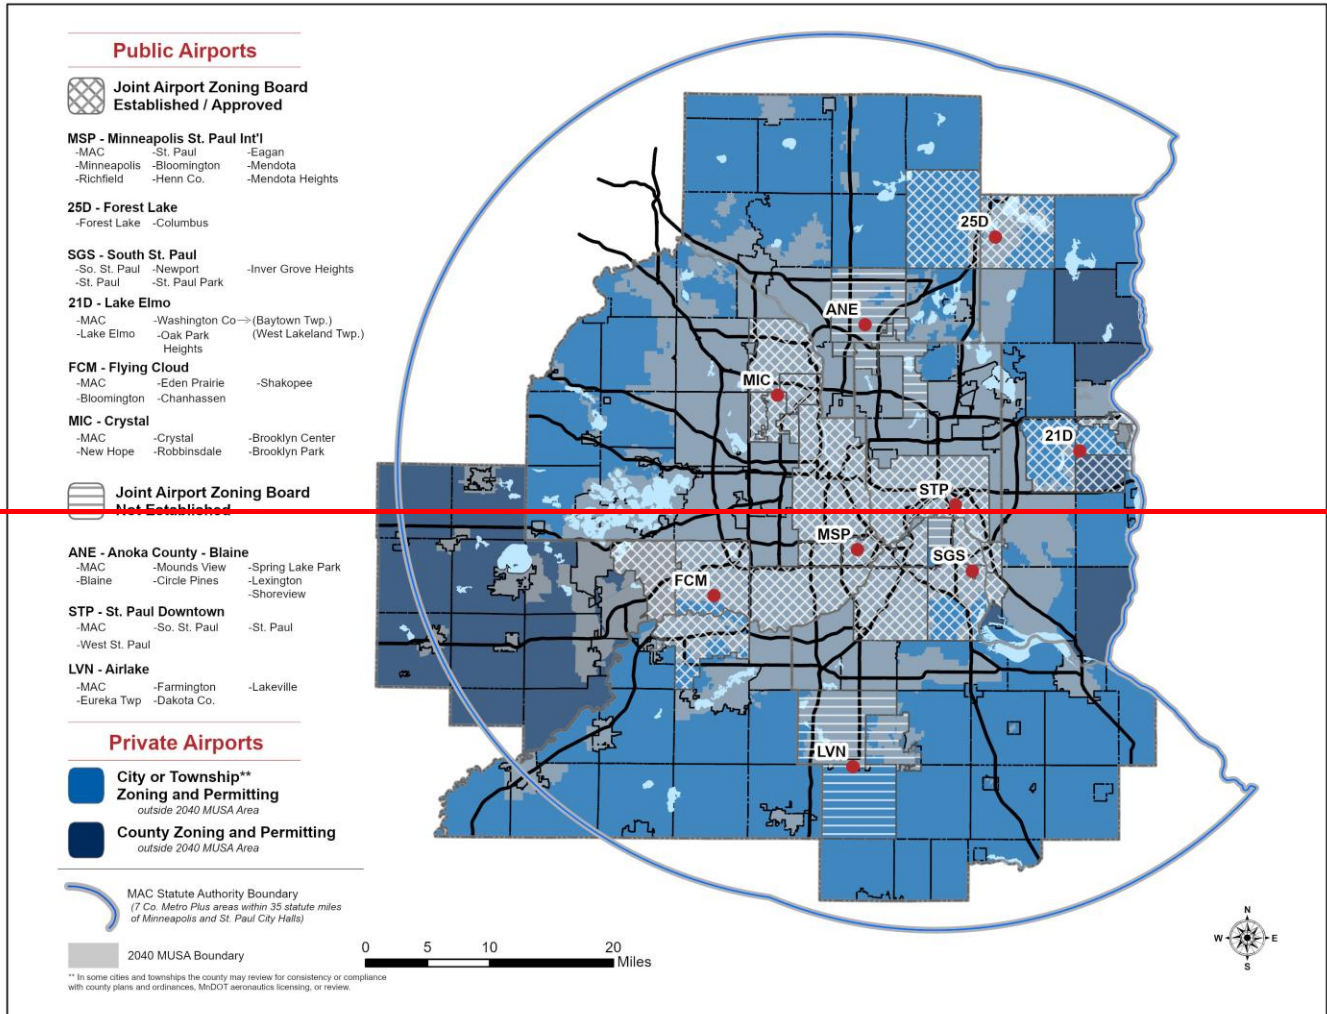 Public Airports
Joint Airport Zoning Board
Established / Approved
MSP - Minneapolis St. Paul Int'l
-MAC -St. Paul -Eagan
-Minneapolis -Bloomington -Mendota
-Richfield -Henn Co. -Mendota Heights
25D - Forest Lake
-Forest Lake -Columbus
SGS - South St. Paul
-So. St. Paul -Newport -Inver Grove Heights
-St. Paul -St. Paul Park
21D - Lake Elmo
-MAC -Washington Co→(Baytown Twp.)
-Lake Elmo -Oak Park (West Lakeland Twp.)
Heights
FCM - Flying Cloud
-MAC -Eden Prairie -Shakopee
-Bloomington -Chanhassen
MIC - Crystal
-MAC -Crystal -Brooklyn Center
-New Hope -Robbinsdale -Brooklyn Park
Joint Airport Zoning Board
Not Established
ANE - Anoka County - Blaine
-MAC -Mounds View -Spring Lake Park
-Blaine -Circle Pines -Lexington
-Shoreview
STP - St. Paul Downtown
-MAC -So. St. Paul -St. Paul
-West St. Paul
LVN - Airlake
-MAC -Farmington -Lakeville
-Eureka Twp -Dakota Co.
Private Airports
City or Township**
Zoning and Permitting
outside 2040 MUSA Area
County Zoning and Permitting
outside 2040 MUSA Area
MAC Statute Authority Boundary
(7 Co. Metro Plus areas within 35 statute miles
of Minneapolis and St. Paul City Halls)
2040 MUSA Boundary
** In some cities and townships the county may review for consistency or compliance
with county plans and ordinances, MnDOT aeronautics licensing, or review.
0 5 10 20
Miles
25D
ANE
MIC
21D
STP
MSP
SGS
FCM
LVN
N
W E
S